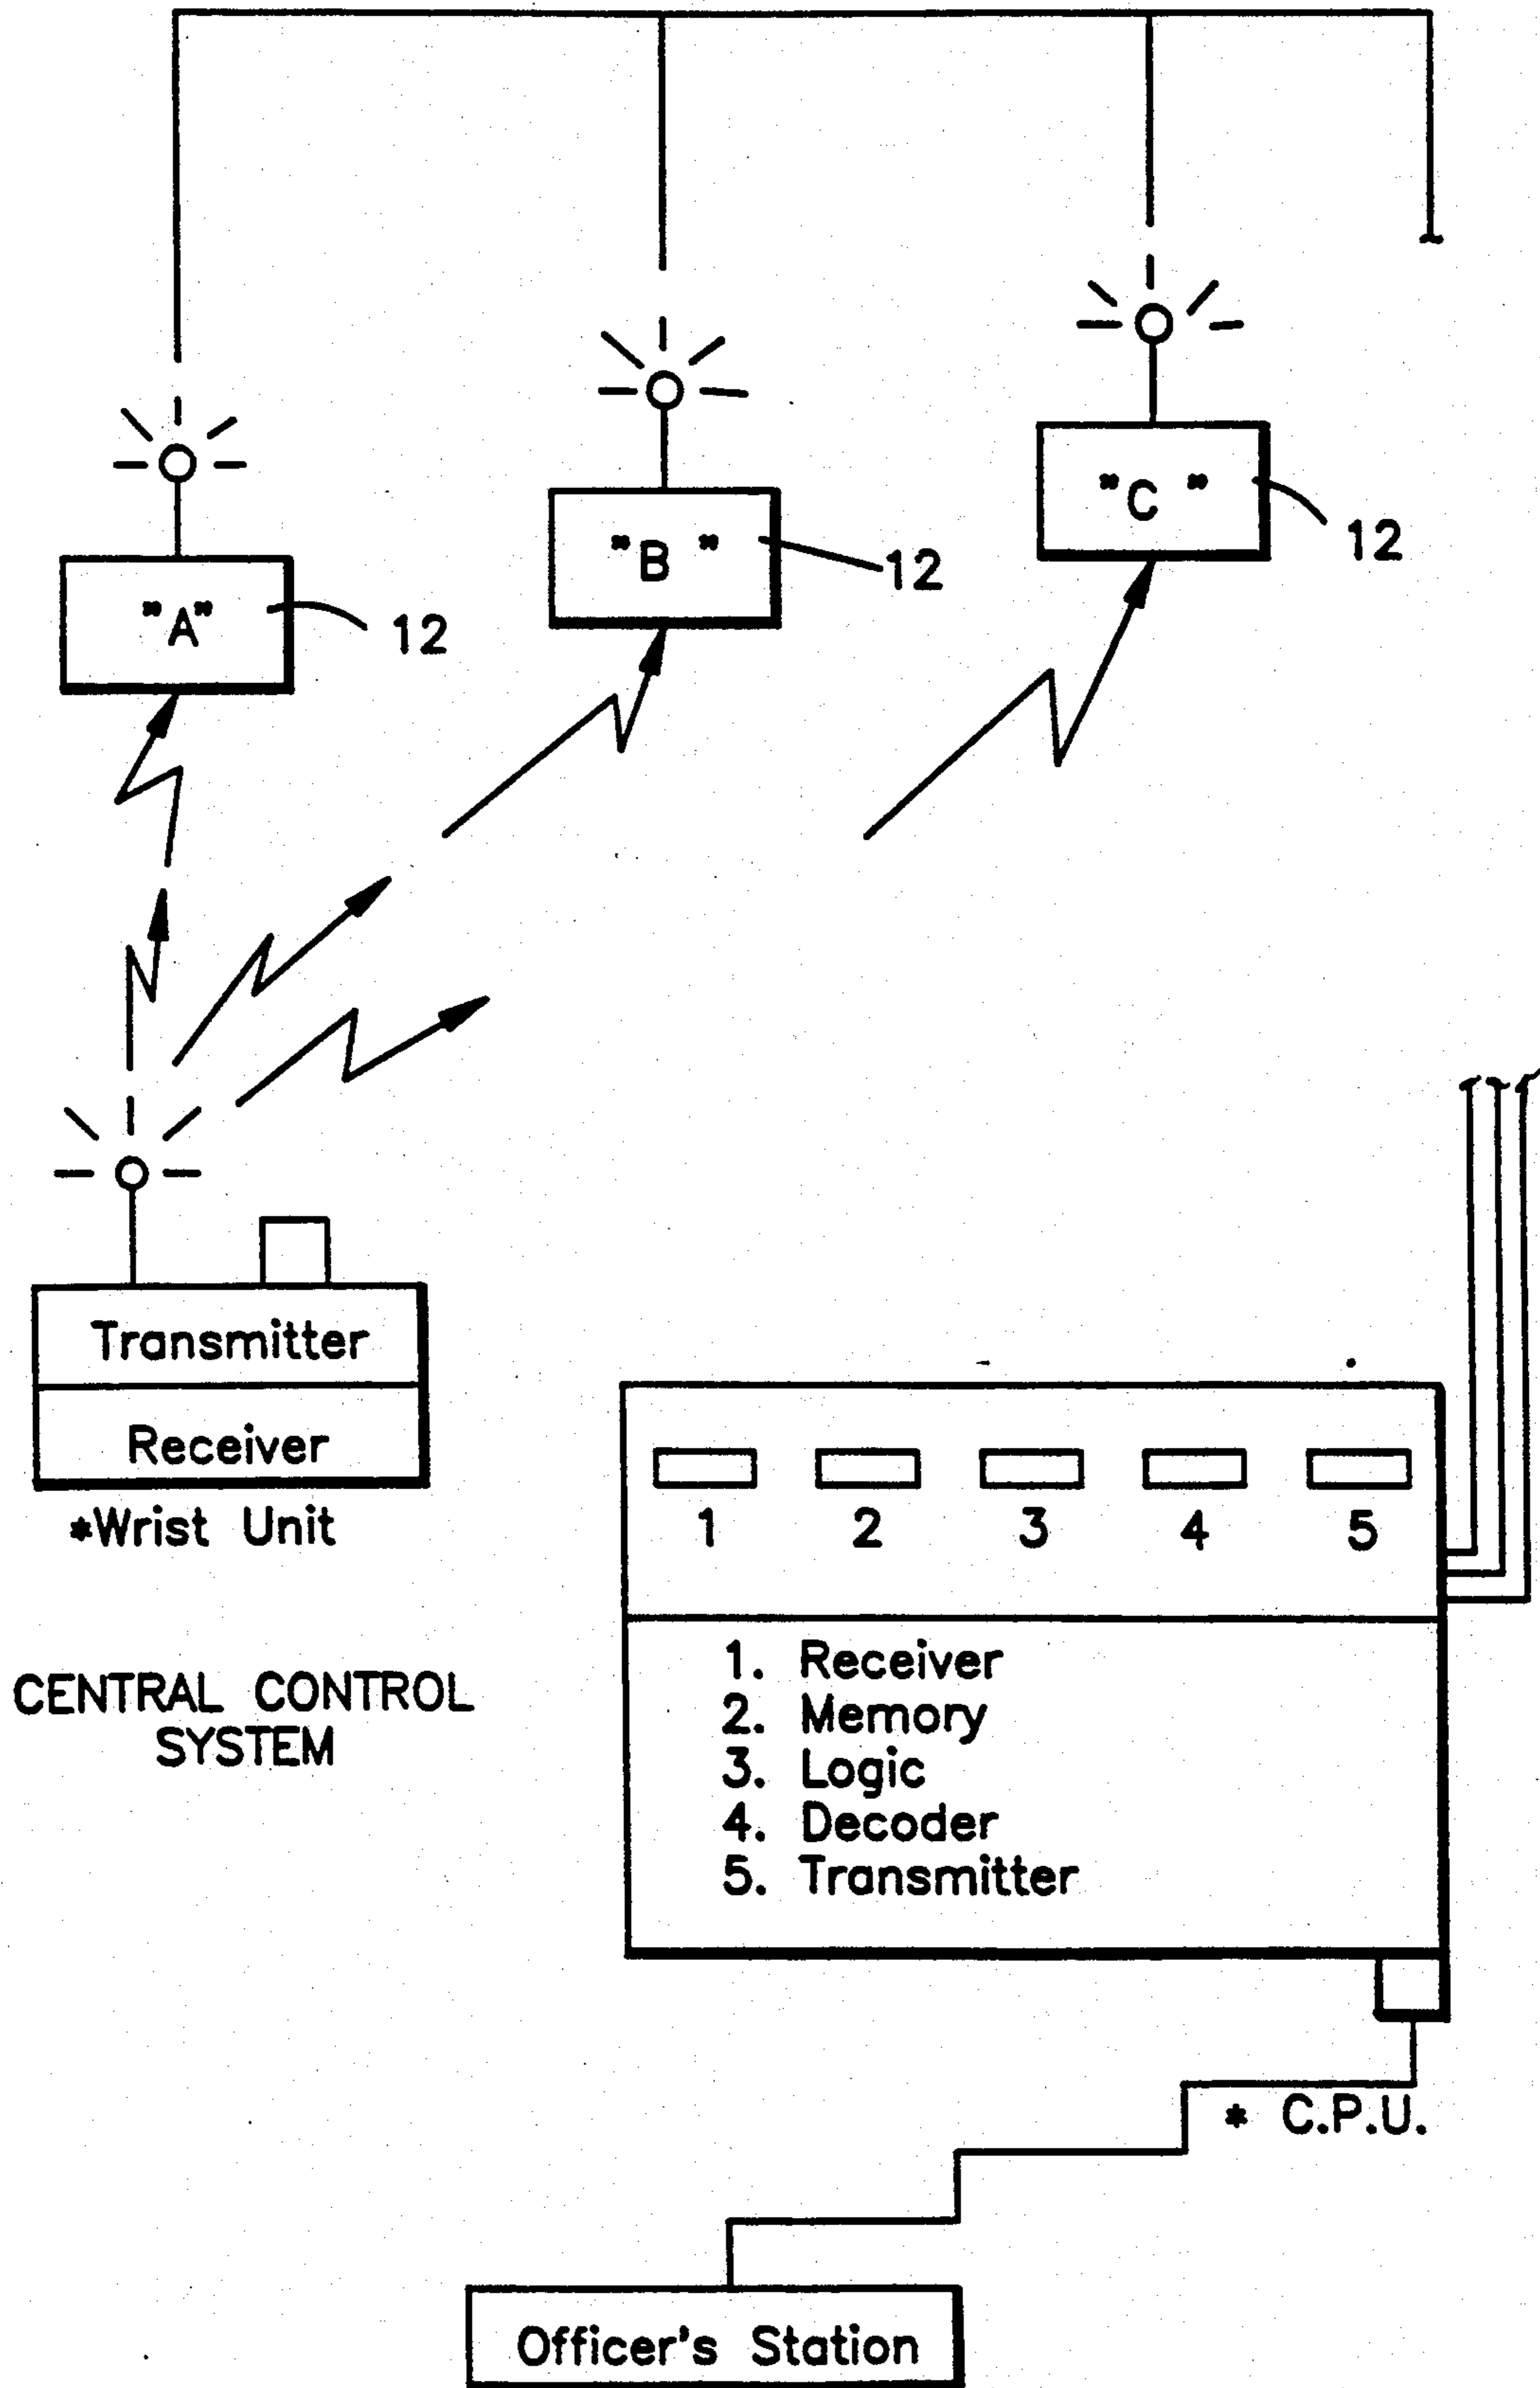 "A"
12
"B"
12
"C"
12
Transmitter
Receiver
*Wrist Unit
CENTRAL CONTROL
SYSTEM
1 2 3 4 5
1. Receiver
2. Memory
3. Logic
4. Decoder
5. Transmitter
* C.P.U.
Officer's Station